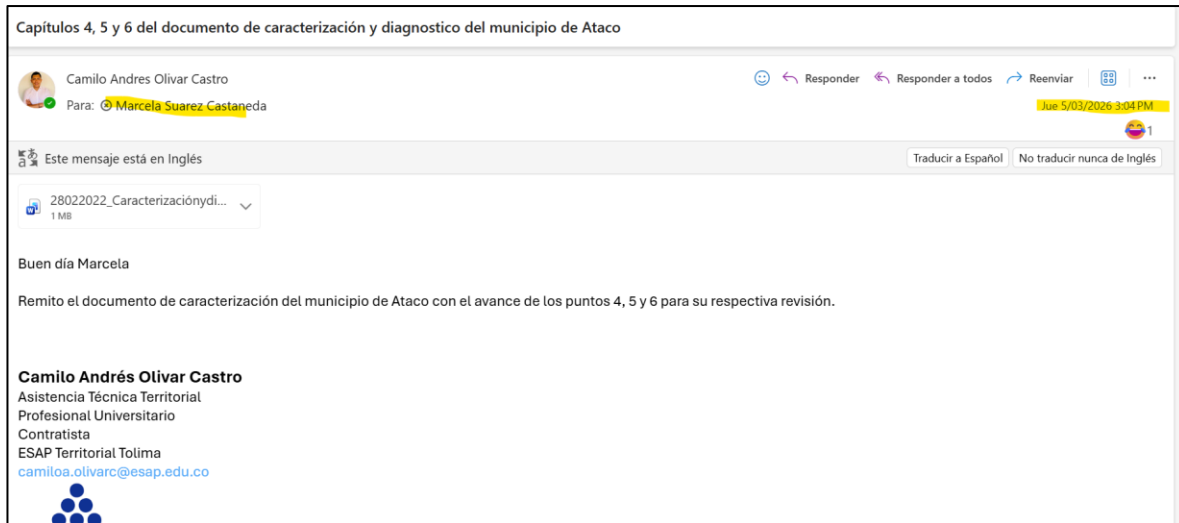 Capítulos 4, 5 y 6 del documento de caracterización y diagnostico del municipio de Ataco
Camilo Andres Olivar Castro
Responder Responder a todos Reenviar
Para: Marcela Suarez Castaneda
Jue 5/03/2026 3:04 PM
1
Este mensaje está en Inglés
Traducir a Español No traducir nunca de Inglés
28022022_Caracterizaciónydi...
1 MB
Buen día Marcela
Remito el documento de caracterización del municipio de Ataco con el avance de los puntos 4, 5 y 6 para su respectiva revisión.
Camilo Andrés Olivar Castro
Asistencia Técnica Territorial
Profesional Universitario
Contratista
ESAP Territorial Tolima
camiloa.olivarc@esap.edu.co